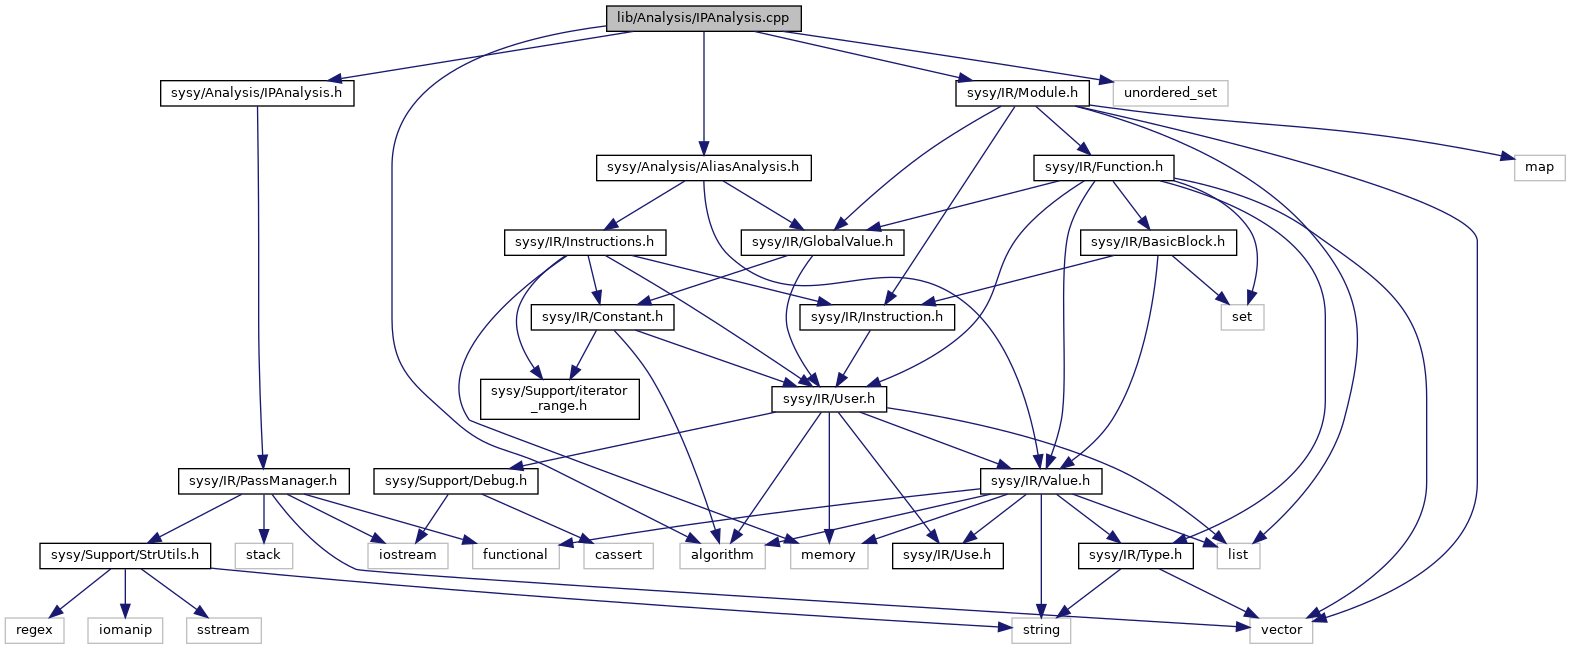 lib/Analysis/IPAnalysis.cpp
sysy/Analysis/IPAnalysis.h
sysy/IR/Module.h
unordered_set
sysy/Analysis/AliasAnalysis.h
sysy/IR/Function.h
map
sysy/IR/Instructions.h
sysy/IR/GlobalValue.h
sysy/IR/BasicBlock.h
sysy/IR/Constant.h
sysy/IR/Instruction.h
set
sysy/Support/iterator
_range.h
sysy/IR/User.h
sysy/IR/PassManager.h
sysy/Support/Debug.h
sysy/IR/Value.h
sysy/Support/StrUtils.h
stack
iostream
functional
cassert
algorithm
memory
sysy/IR/Use.h
sysy/IR/Type.h
list
regex
iomanip
sstream
string
vector